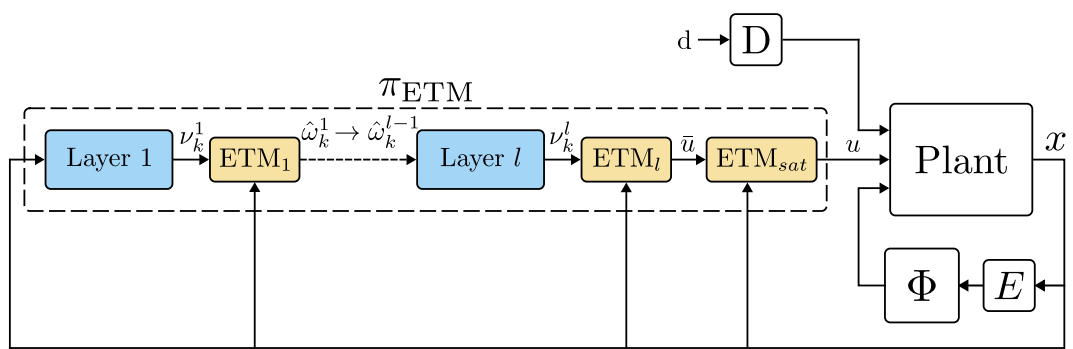 d
D
π_ETM
Layer 1
ν_k^1
ETM_1
ω̂_k^1 → ω̂_k^{l−1}
Layer l
ν_k^l
ETM_l
ū
ETM_sat
u
Plant
x
Φ
E